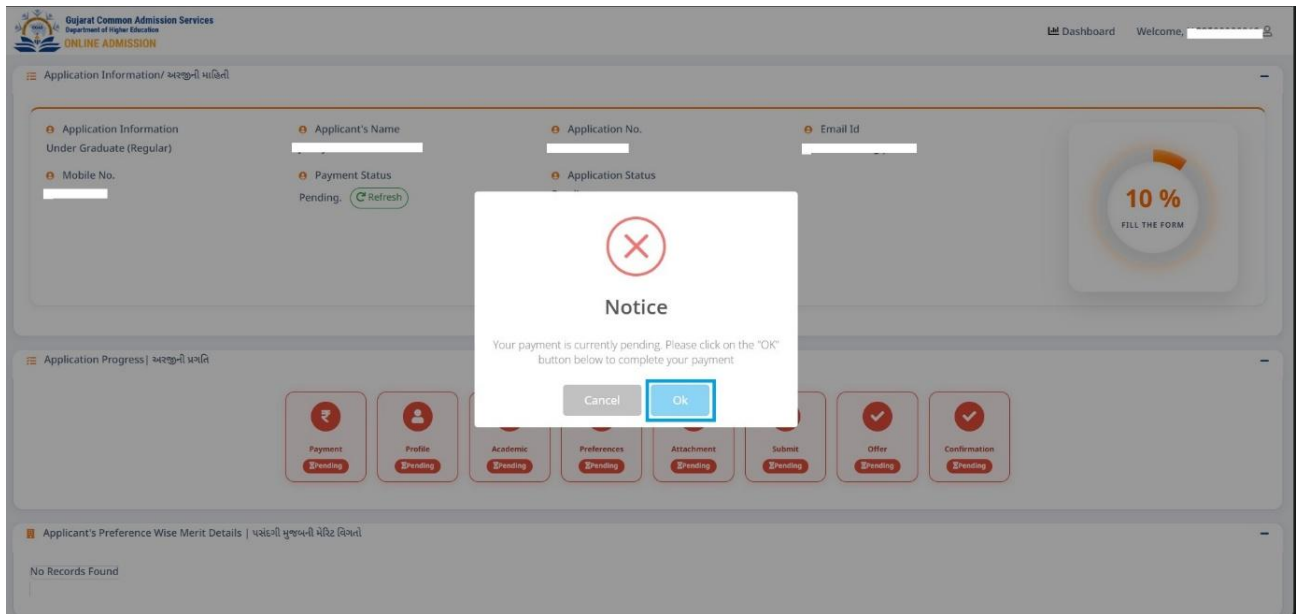 Gujarat Common Admission Services
Department of Higher Education
ONLINE ADMISSION
Dashboard Welcome,
Application Information/ અરજીની માહિતી
Application Information Applicant's Name Application No. Email Id
Under Graduate (Regular)
Mobile No. Payment Status Application Status
Pending. Refresh
10 %
FILL THE FORM
Notice
Your payment is currently pending. Please click on the "OK"
button below to complete your payment
Cancel Ok
Application Progress| અરજીની પ્રગતિ
Payment Profile Academic Preferences Attachment Submit Offer Confirmation
Pending Pending Pending Pending Pending Pending Pending Pending
Applicant's Preference Wise Merit Details | પસંદગી મુજબની મેરિટ વિગતો
No Records Found